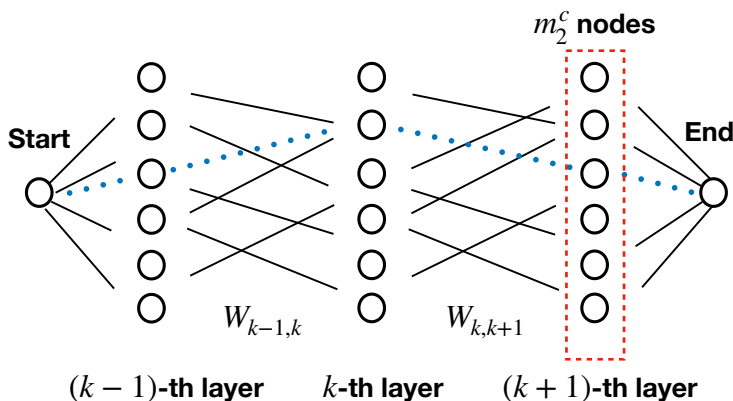 $m_2^c$ nodes
Start
End
$W_{k-1,k}$
$W_{k,k+1}$
$(k-1)$-th layer
$k$-th layer
$(k+1)$-th layer